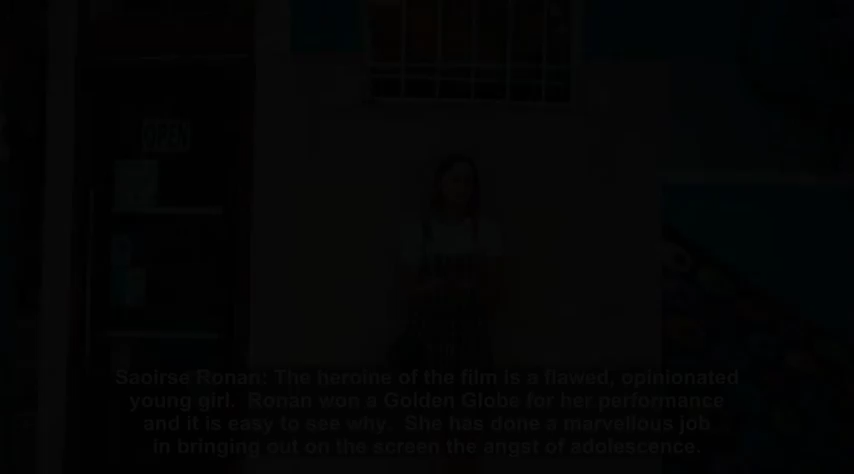 OPEN
Saoirse Ronan: The heroine of the film is a flawed, opinionated
young girl.  Ronan won a Golden Globe for her performance
and it is easy to see why.  She has done a marvellous job
in bringing out on the screen the angst of adolescence.